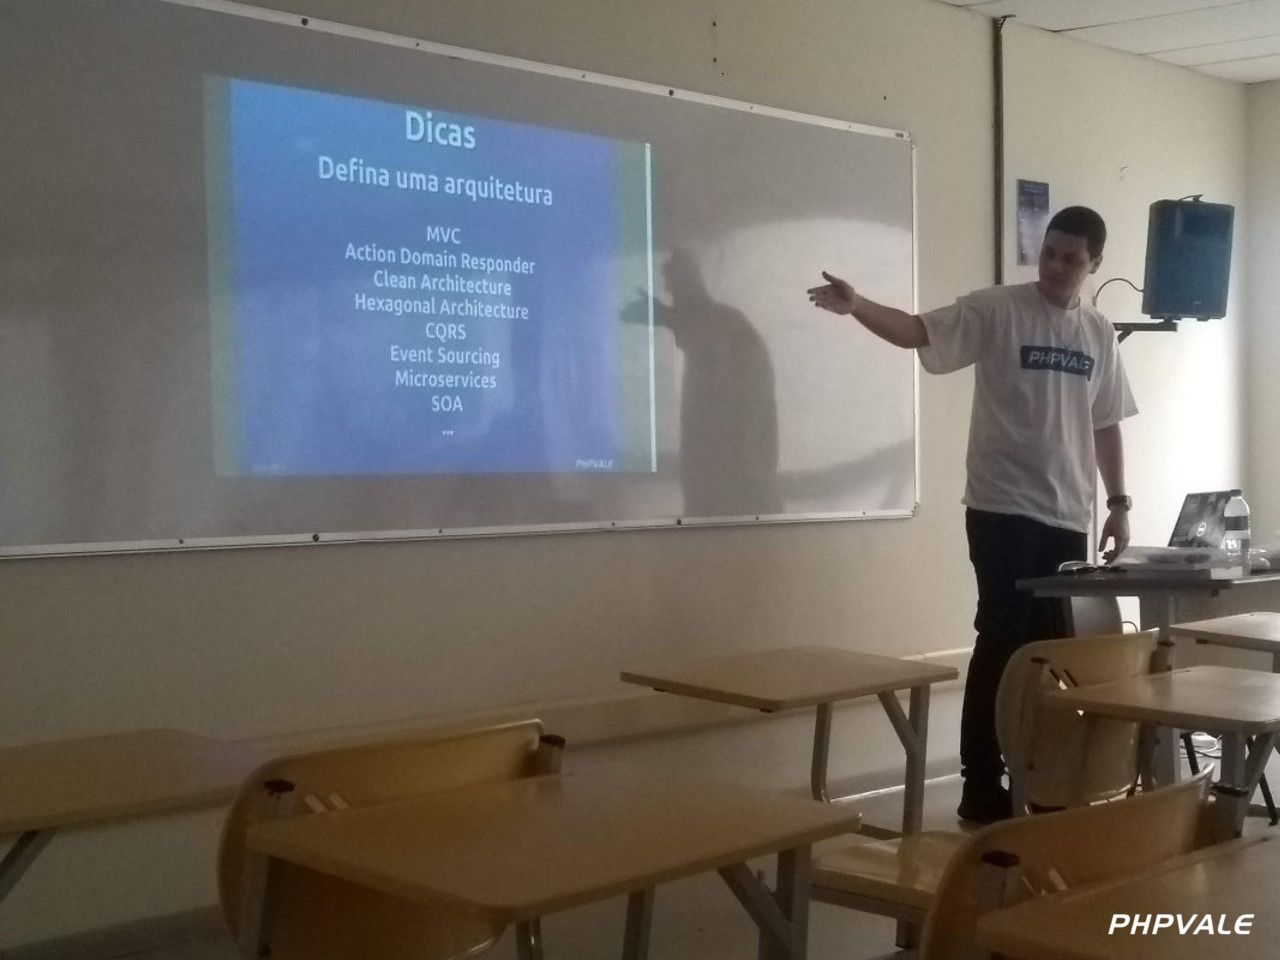 Dicas
Defina uma arquitetura
MVC
Action Domain Responder
Clean Architecture
Hexagonal Architecture
CQRS
Event Sourcing
Microservices
SOA
...
PHPVALE
PHPVALE
PHPVALE